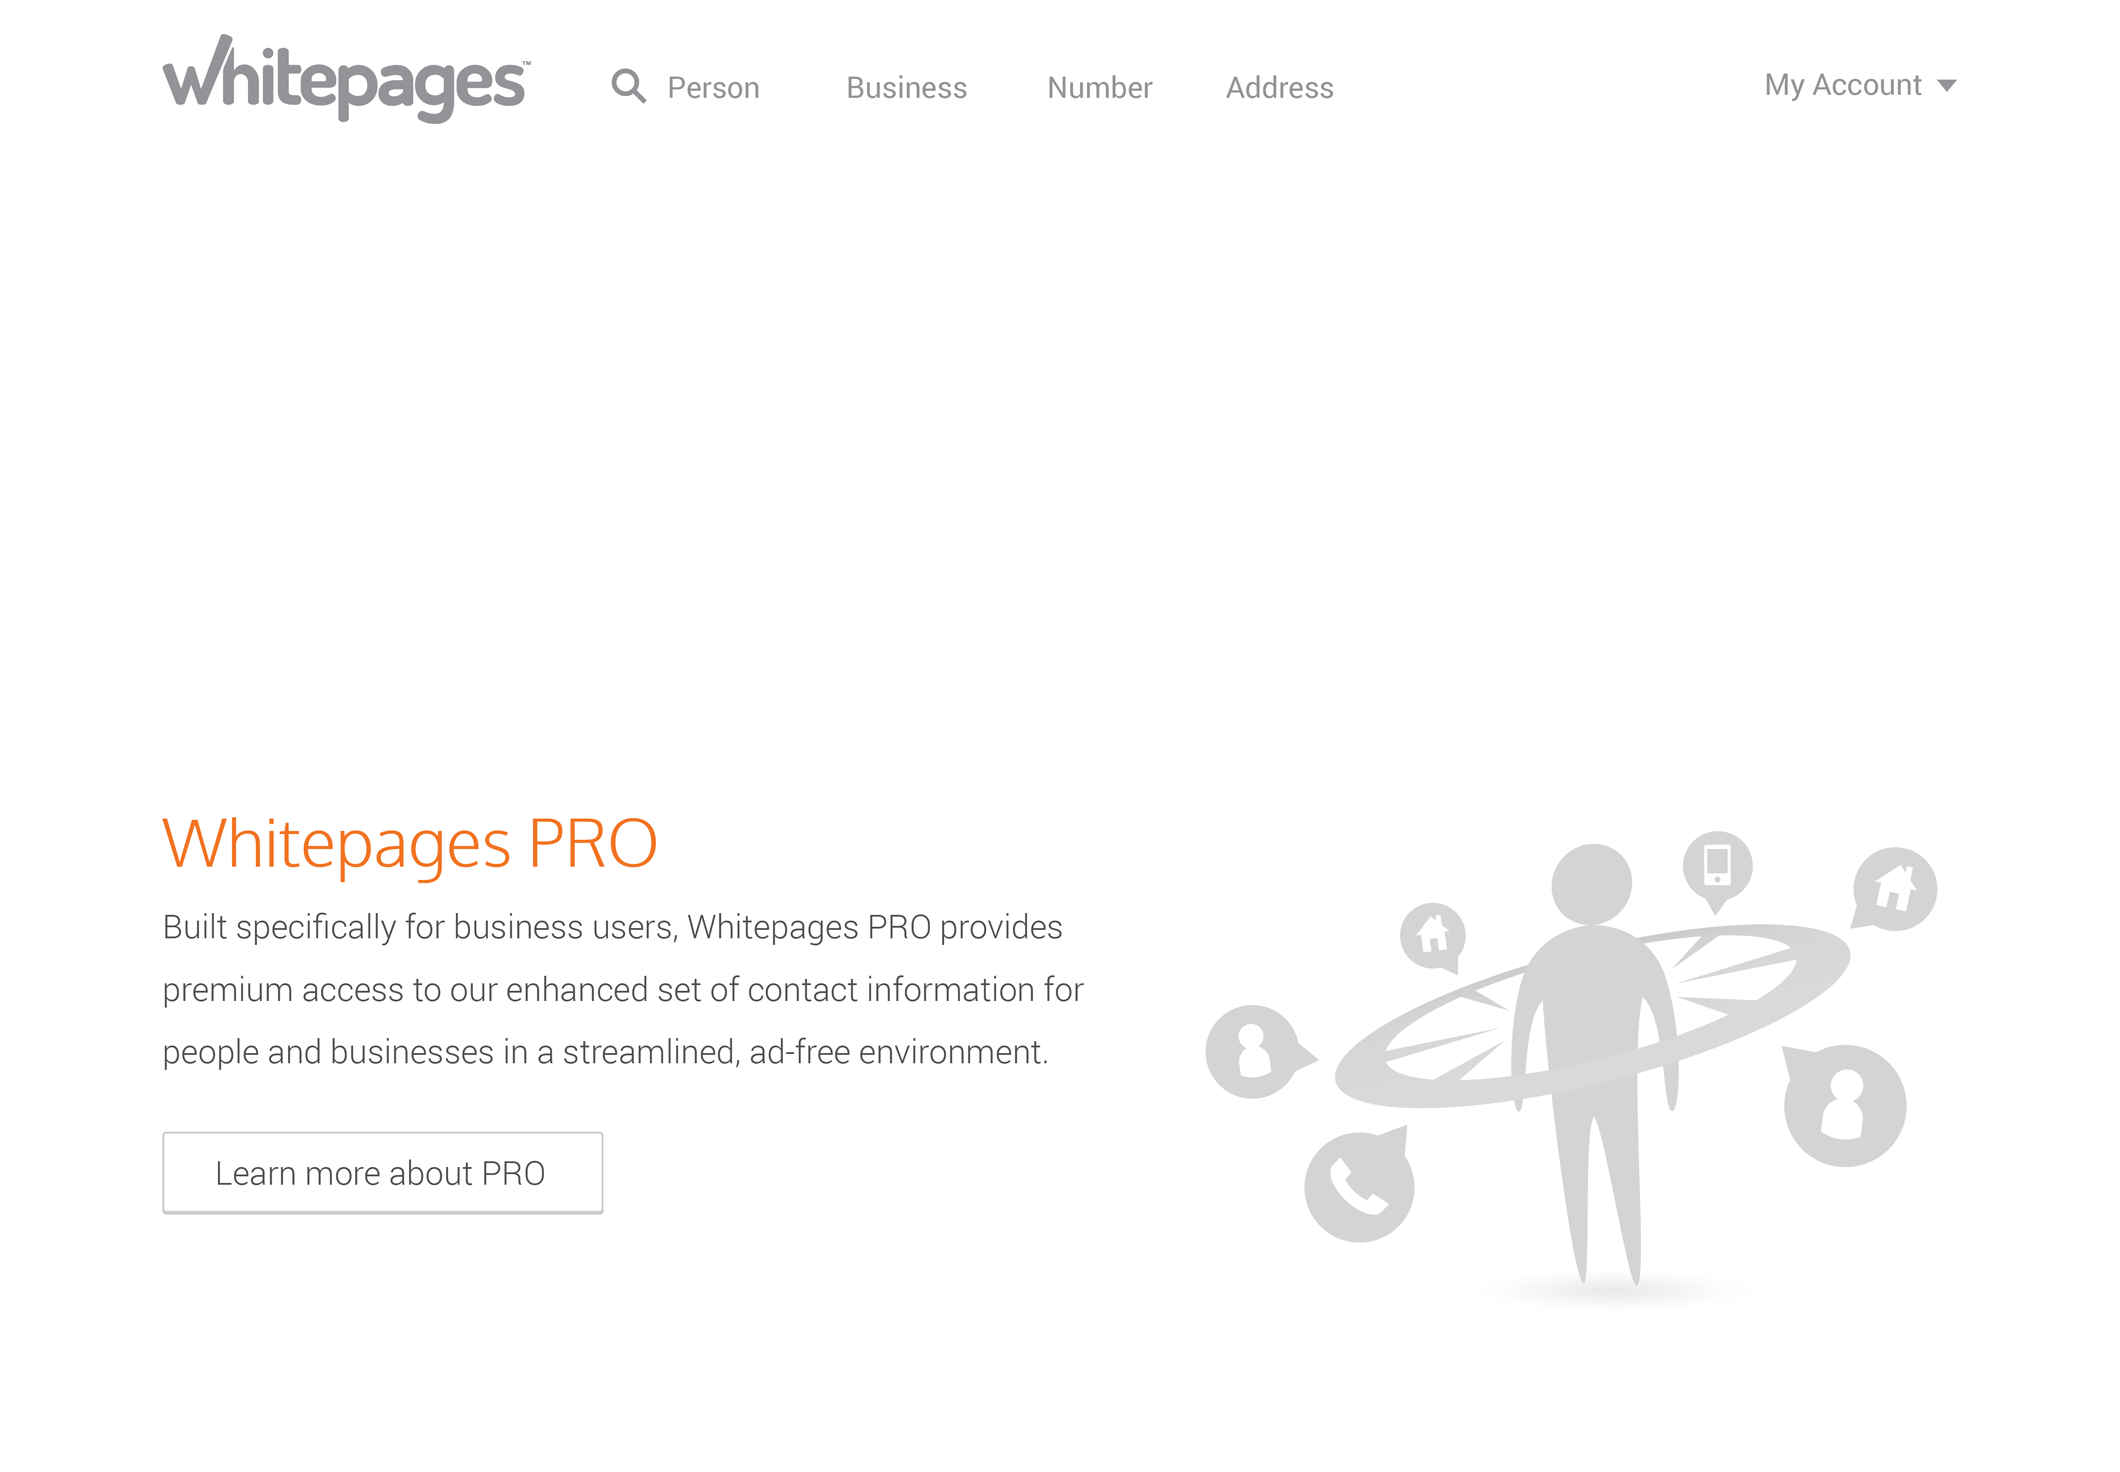 whitepages™
Person Business Number Address
My Account
Whitepages PRO
Built specifically for business users, Whitepages PRO provides
premium access to our enhanced set of contact information for
people and businesses in a streamlined, ad-free environment.
Learn more about PRO